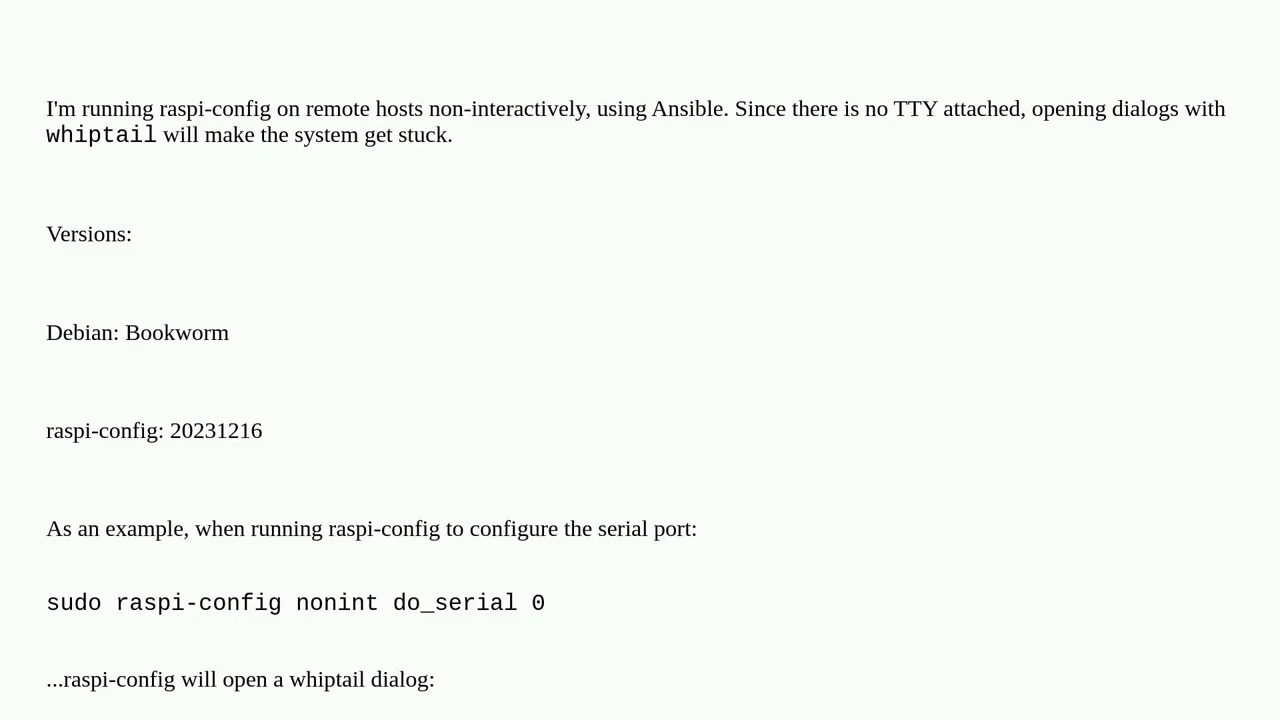 I'm running raspi-config on remote hosts non-interactively, using Ansible. Since there is no TTY attached, opening dialogs with
whiptail will make the system get stuck.
Versions:
Debian: Bookworm
raspi-config: 20231216
As an example, when running raspi-config to configure the serial port:
sudo raspi-config nonint do_serial 0
...raspi-config will open a whiptail dialog: